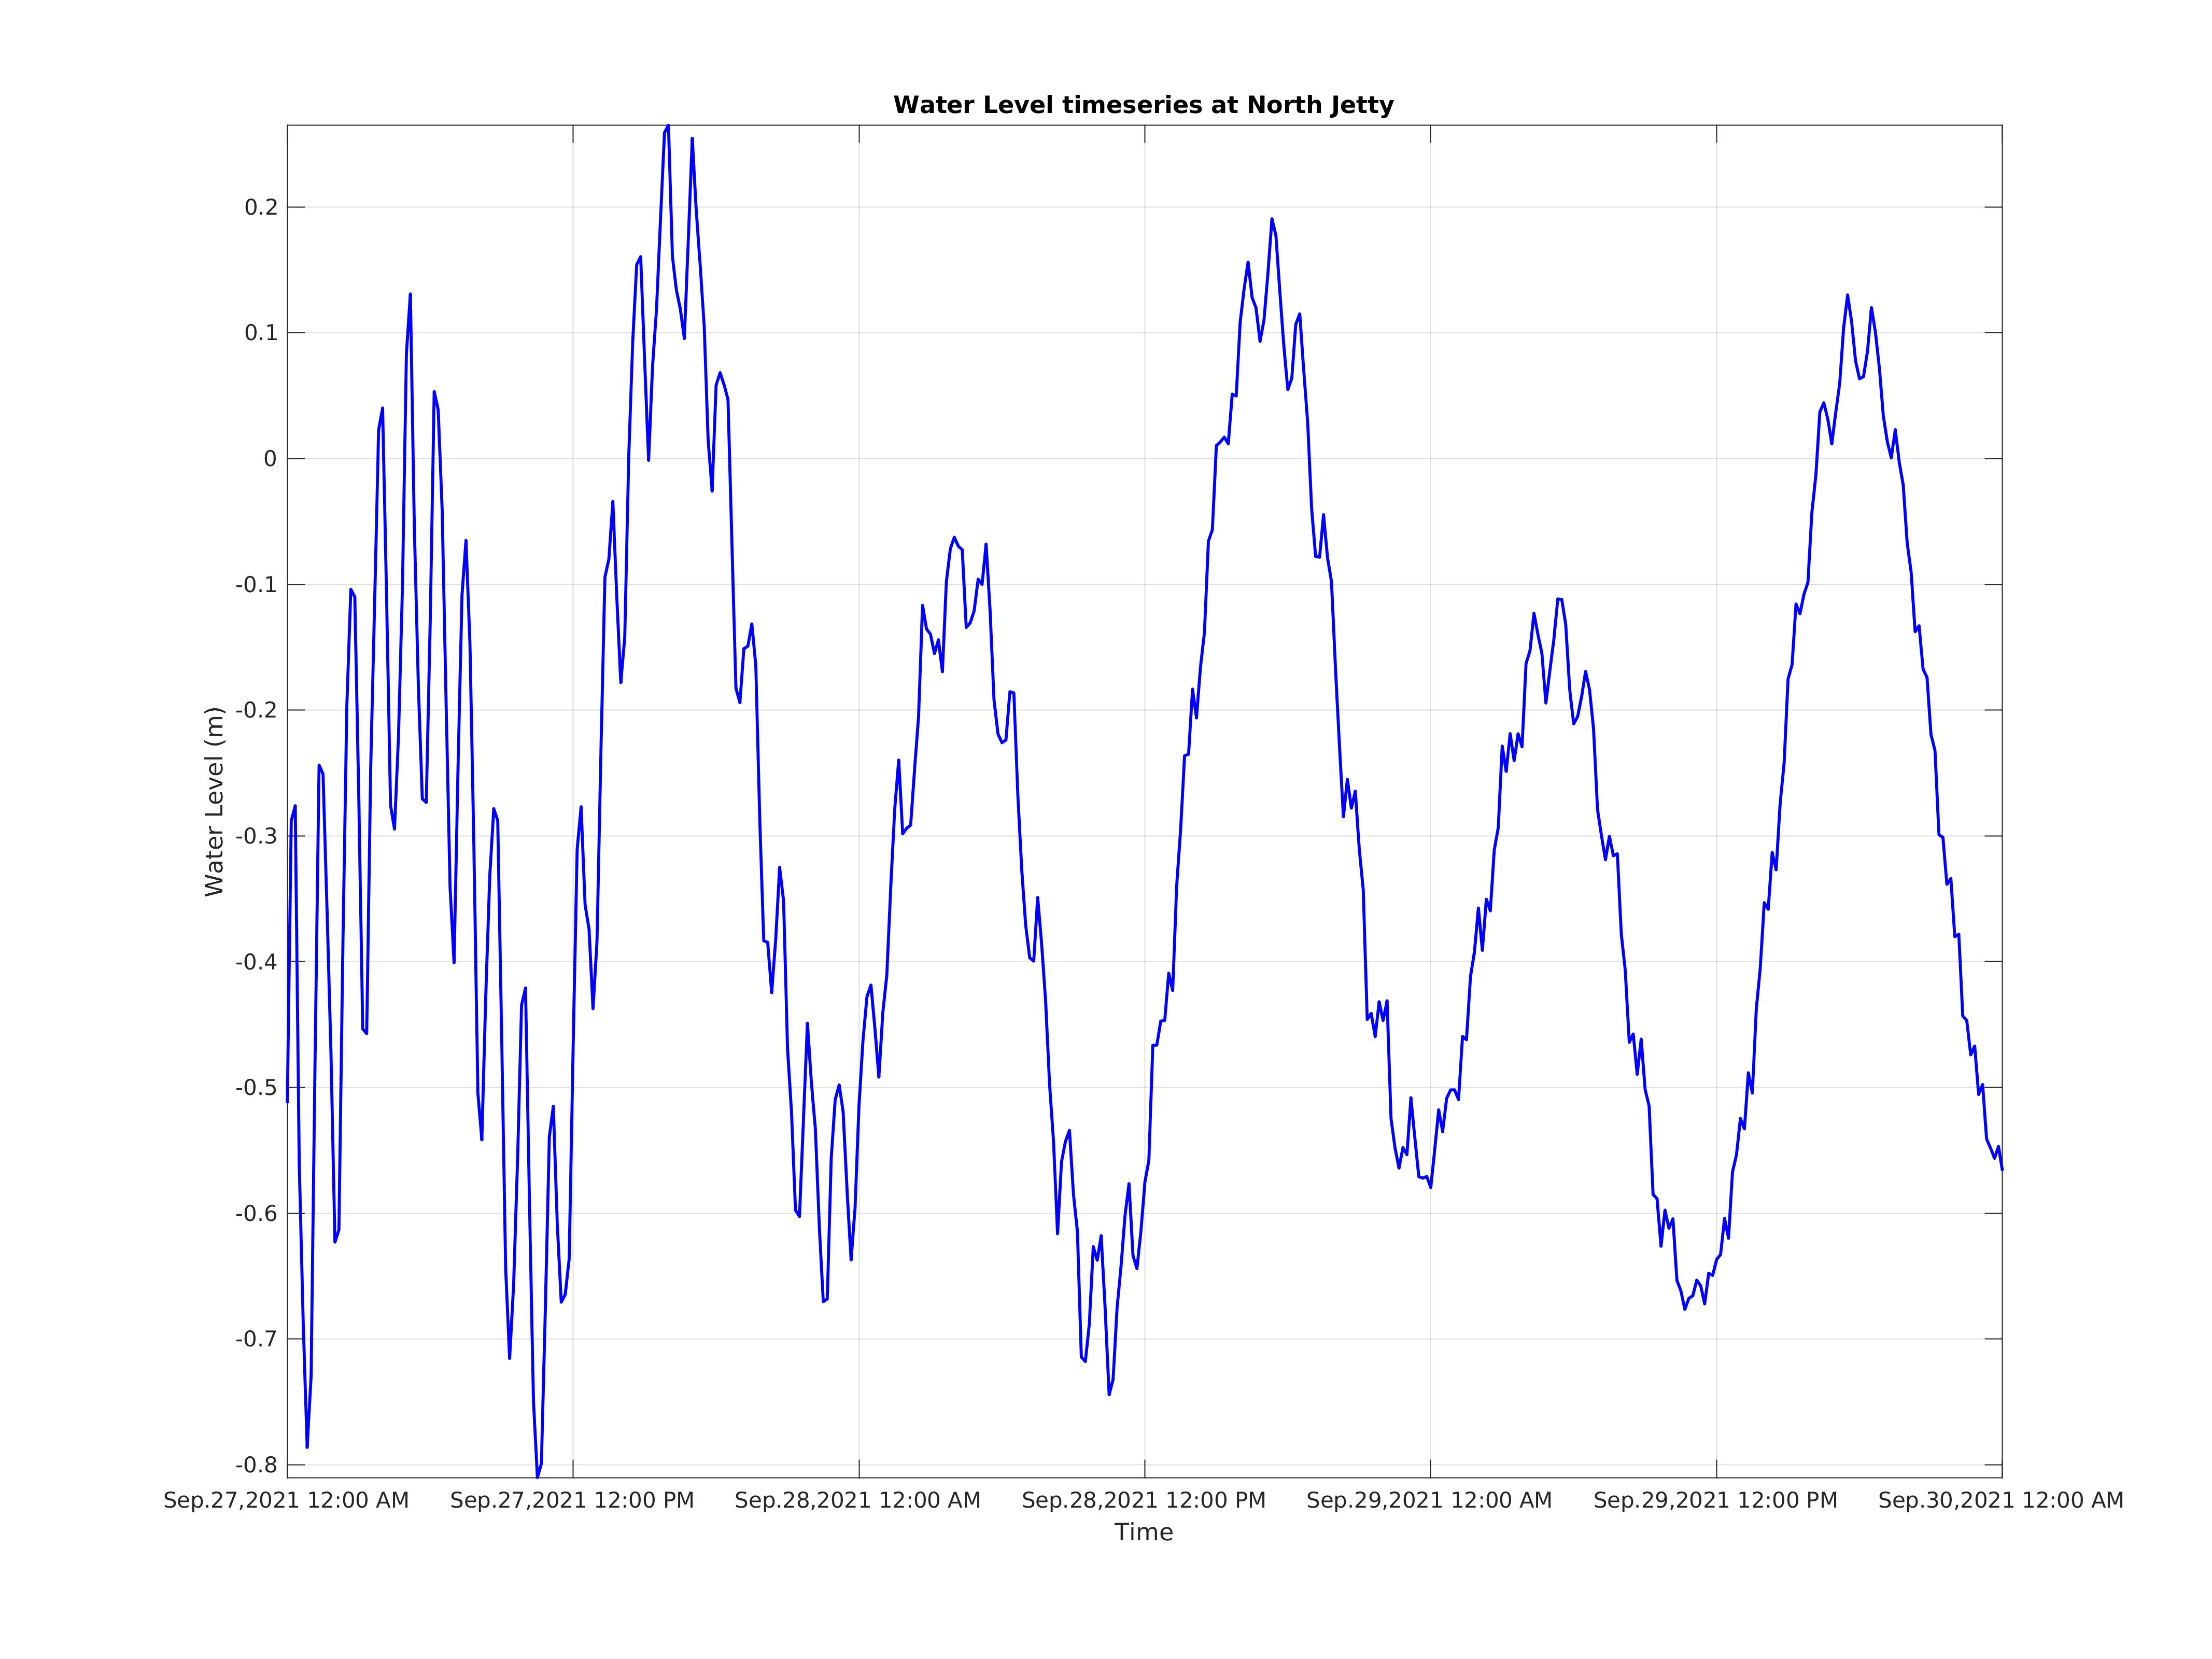 Water Level timeseries at North Jetty
0.2
0.1
0
-0.1
-0.2
-0.3
-0.4
-0.5
-0.6
-0.7
-0.8
Water Level (m)
Sep.27,2021 12:00 AM Sep.27,2021 12:00 PM Sep.28,2021 12:00 AM Sep.28,2021 12:00 PM Sep.29,2021 12:00 AM Sep.29,2021 12:00 PM Sep.30,2021 12:00 AM
Time